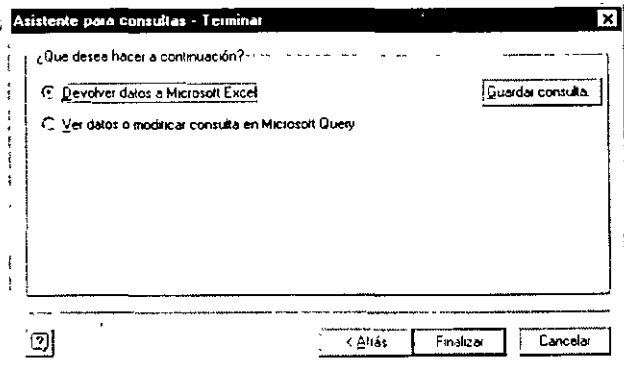 Asistente para consultas - Terminar
¿Que desea hacer a continuación?
Devolver datos a Microsoft Excel
Guardar consulta.
Ver datos o modificar consulta en Microsoft Query
?
< Atrás
Finalizar
Cancelar